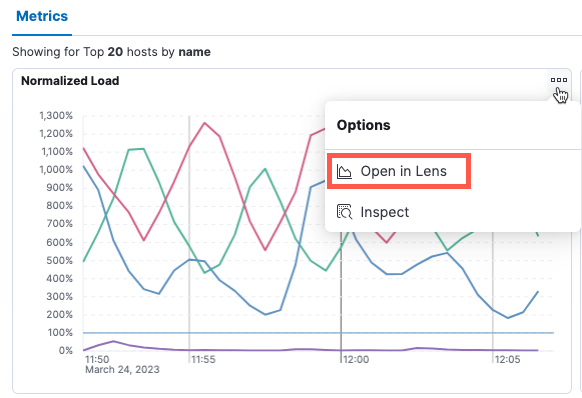 Metrics
Showing for Top 20 hosts by name
Normalized Load
Options
Open in Lens
Inspect
1,300%
1,200%
1,100%
1,000%
900%
800%
700%
600%
500%
400%
300%
200%
100%
0%
11:50 11:55 12:00 12:05
March 24, 2023